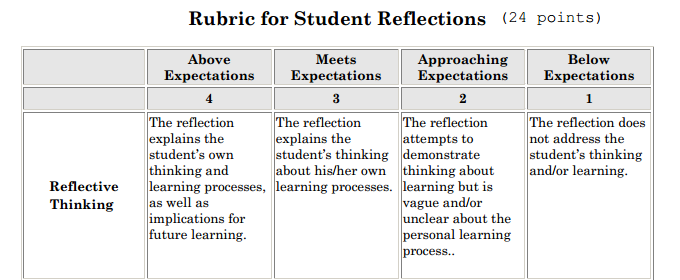 Rubric for Student Reflections (24 points)
Above Expectations
Meets Expectations
Approaching Expectations
Below Expectations
4
3
2
1
Reflective
Thinking
The reflection
explains the
student's own
thinking and
learning processes,
as well as
implications for
future learning.
The reflection
explains the
student's thinking
about his/her own
learning processes.
The reflection
attempts to
demonstrate
thinking about
learning but is
vague and/or
unclear about the
personal learning
process..
The reflection does
not address the
student's thinking
and/or learning.